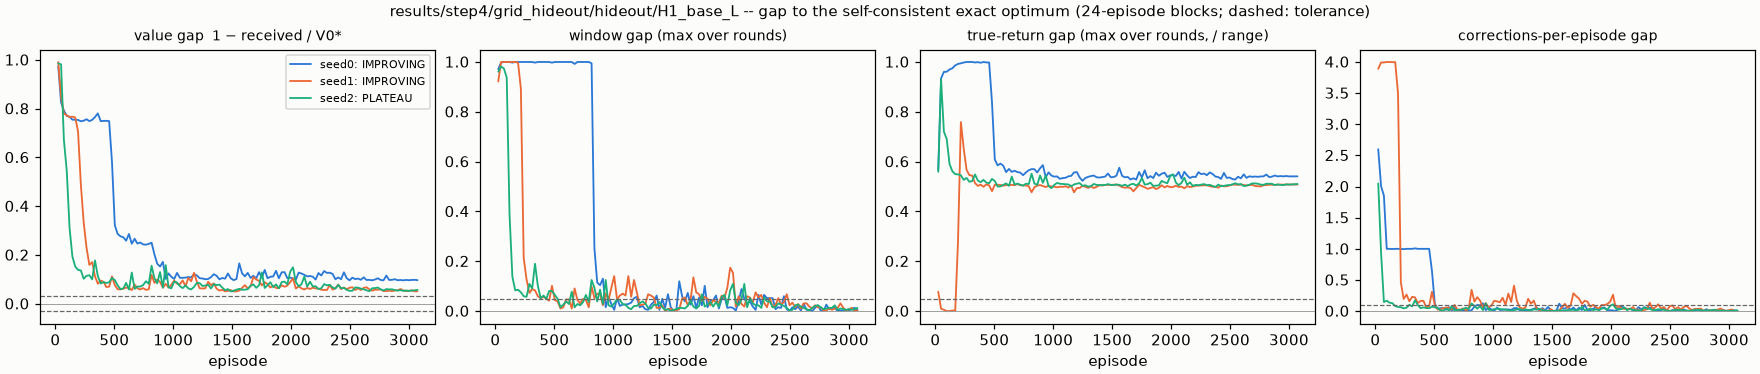 results/step4/grid_hideout/hideout/H1_base_L -- gap to the self-consistent exact optimum (24-episode blocks; dashed: tolerance)
value gap 1 − received / V0*
1.0
0.8
0.6
0.4
0.2
0.0
seed0: IMPROVING
seed1: IMPROVING
seed2: PLATEAU
0 500 1000 1500 2000 2500 3000
episode
window gap (max over rounds)
1.0
0.8
0.6
0.4
0.2
0.0
0 500 1000 1500 2000 2500 3000
episode
true-return gap (max over rounds, / range)
1.0
0.8
0.6
0.4
0.2
0.0
0 500 1000 1500 2000 2500 3000
episode
corrections-per-episode gap
4.0
3.5
3.0
2.5
2.0
1.5
1.0
0.5
0.0
0 500 1000 1500 2000 2500 3000
episode